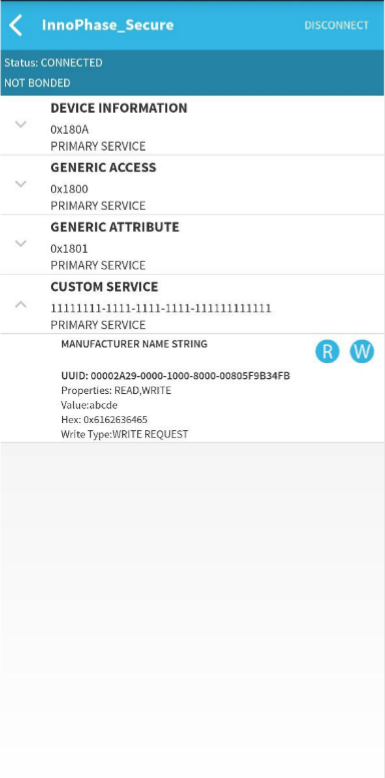 InnoPhase_Secure
DISCONNECT
Status: CONNECTED
NOT BONDED
DEVICE INFORMATION
0x180A
PRIMARY SERVICE
GENERIC ACCESS
0x1800
PRIMARY SERVICE
GENERIC ATTRIBUTE
0x1801
PRIMARY SERVICE
CUSTOM SERVICE
11111111-1111-1111-1111-111111111111
PRIMARY SERVICE
MANUFACTURER NAME STRING
R W
UUID: 00002A29-0000-1000-8000-00805F9B34FB
Properties: READ,WRITE
Value:abcde
Hex: 0x6162636465
Write Type:WRITE REQUEST